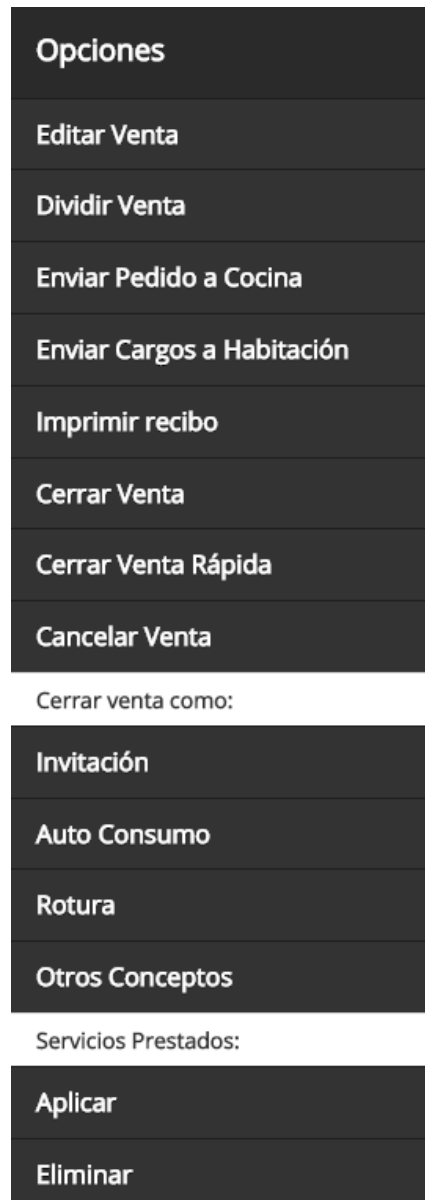 Opciones
Editar Venta
Dividir Venta
Enviar Pedido a Cocina
Enviar Cargos a Habitación
Imprimir recibo
Cerrar Venta
Cerrar Venta Rápida
Cancelar Venta
Cerrar venta como:
Invitación
Auto Consumo
Rotura
Otros Conceptos
Servicios Prestados:
Aplicar
Eliminar